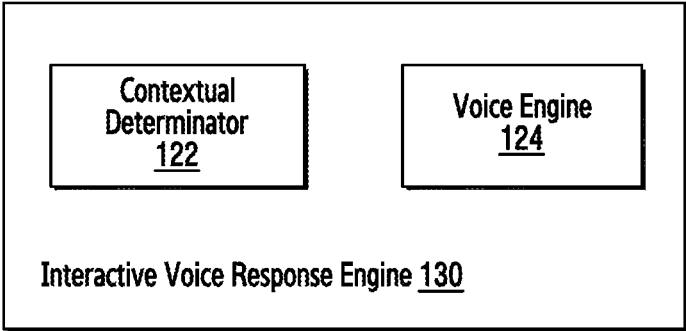 Contextual
Determinator
122
Voice Engine
124
Interactive Voice Response Engine 130